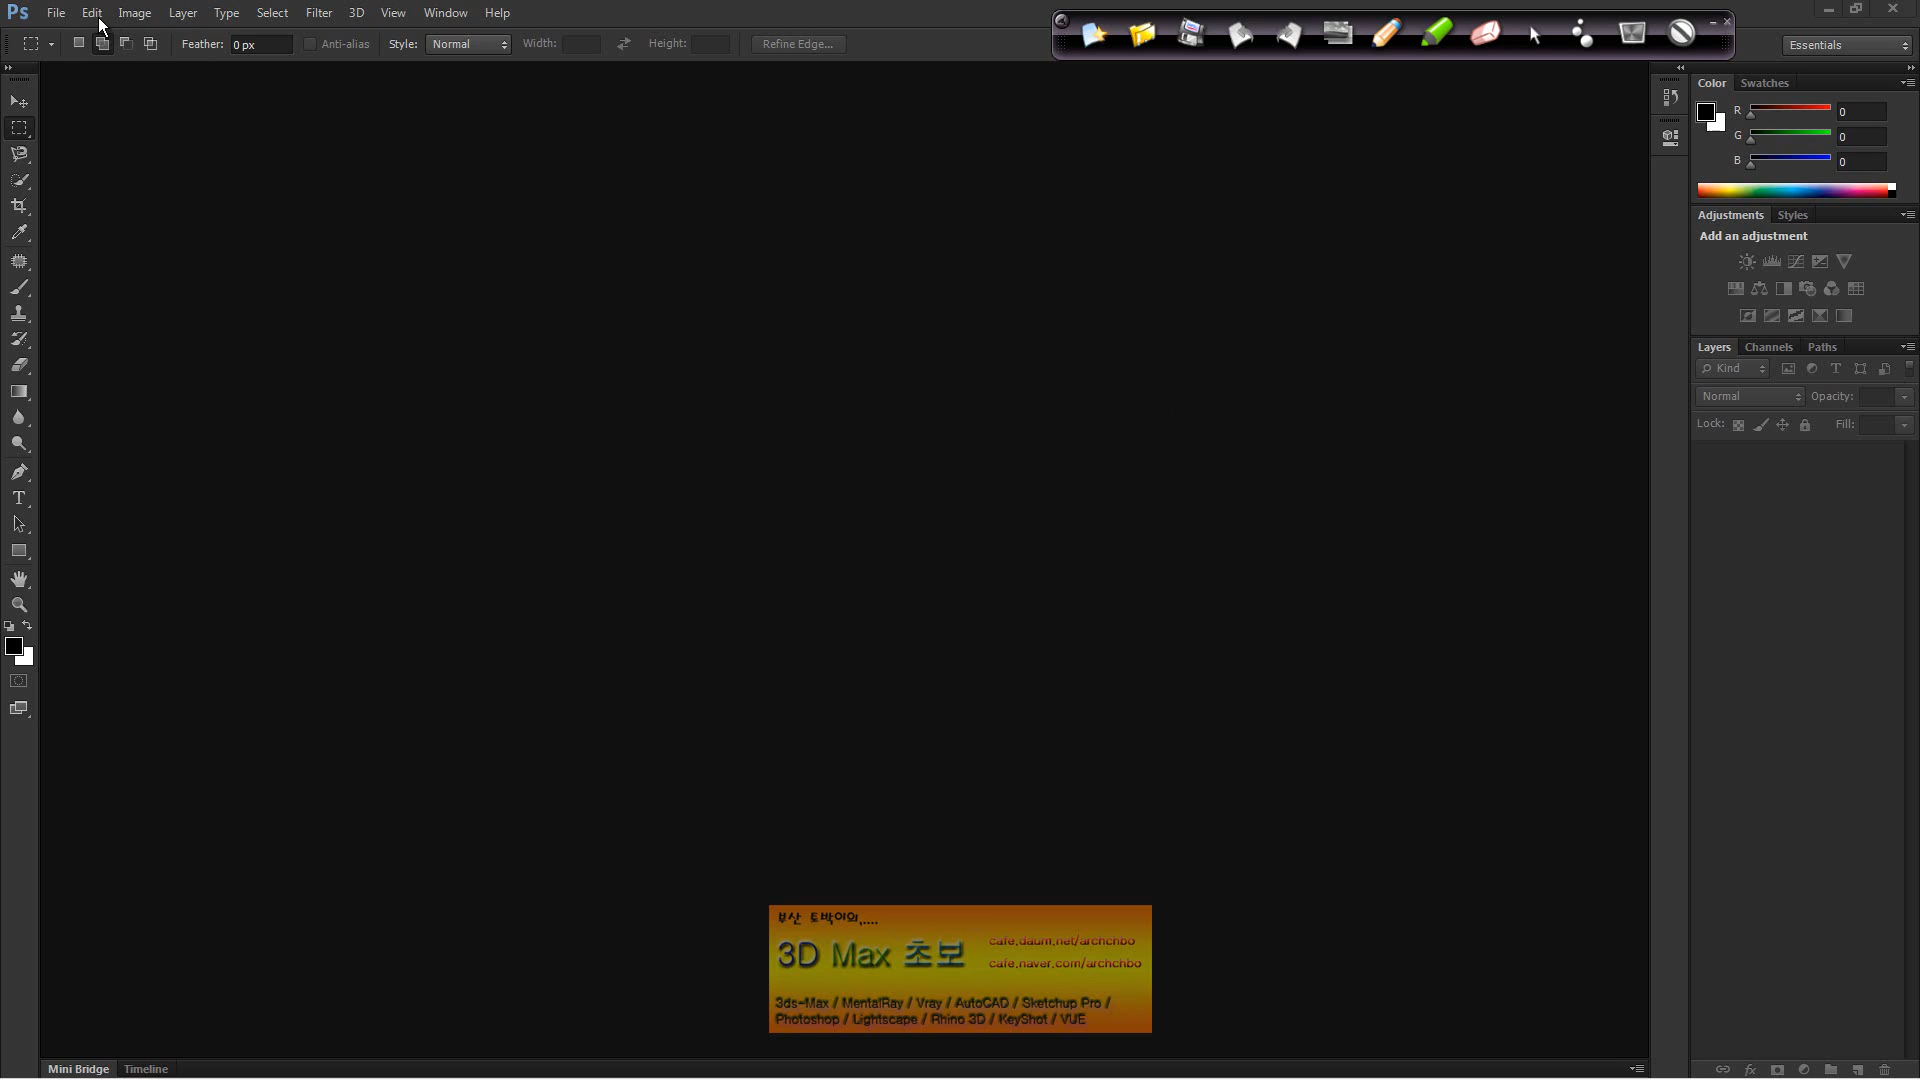 Ps File Edit Image Layer Type Select Filter 3D View Window Help
Feather: 0 px Anti-alias Style: Normal Width: Height: Refine Edge... Essentials
Color Swatches
R 0
G 0
B 0
Adjustments Styles
Add an adjustment
Layers Channels Paths
Kind
Normal Opacity:
Lock: Fill:
부산 토박이의....
3D Max 초보
cafe.daum.net/archchbo
cafe.naver.com/archchbo
3ds-Max / MentalRay / Vray / AutoCAD / Sketchup Pro /
Photoshop / Lightscape / Rhino 3D / KeyShot / VUE
Mini Bridge Timeline